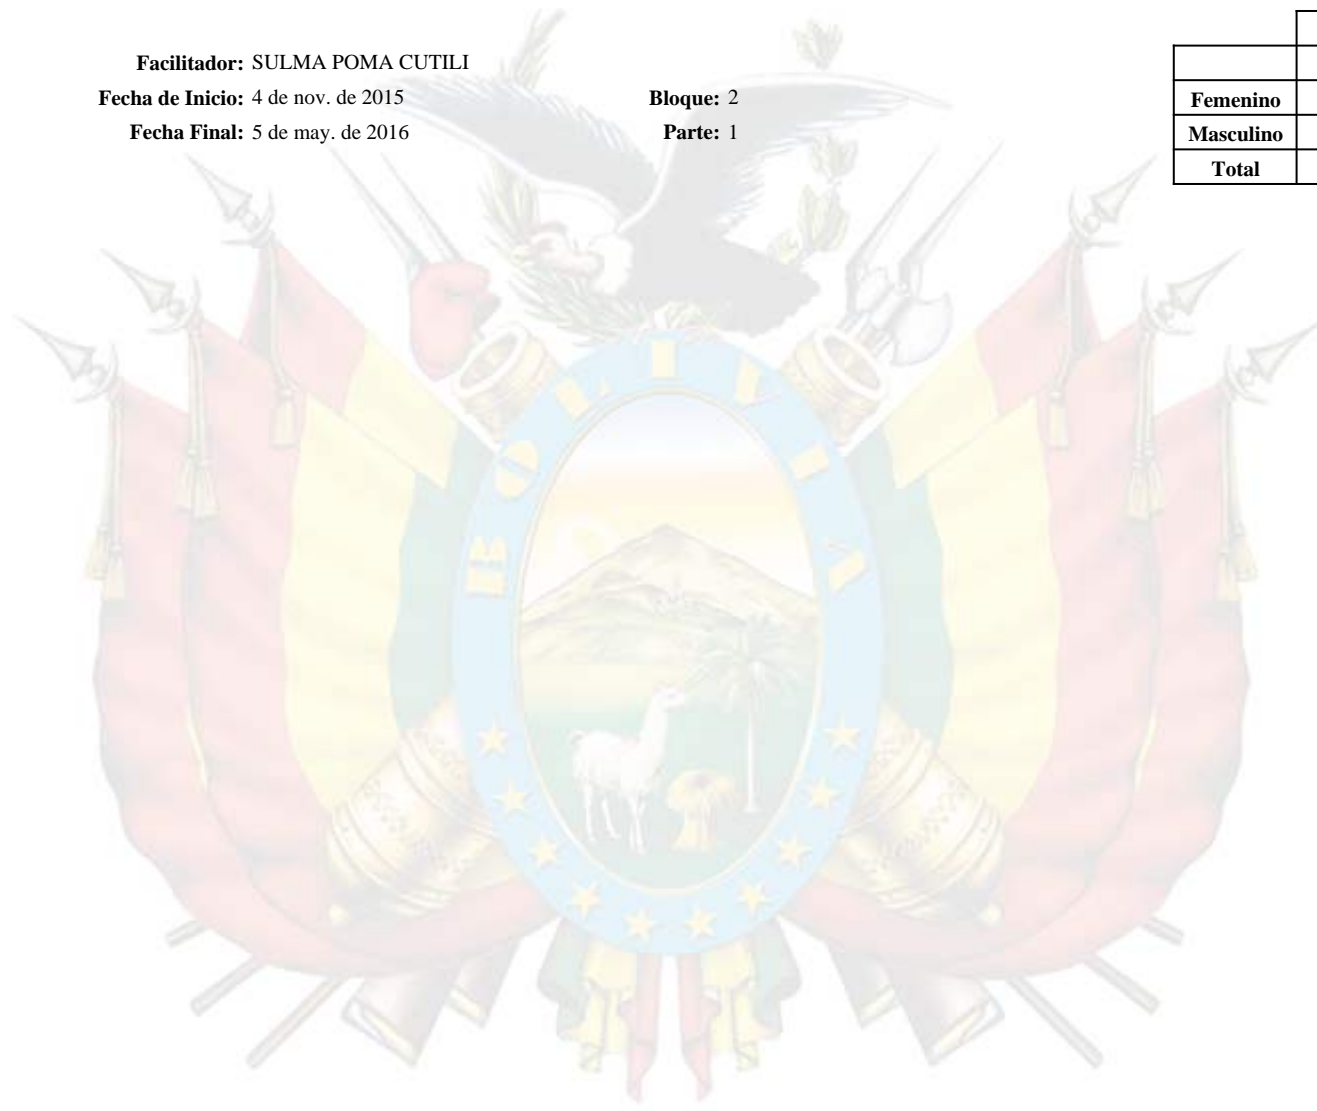 Facilitador: SULMA POMA CUTILI
Fecha de Inicio: 4 de nov. de 2015 Bloque: 2
Fecha Final: 5 de may. de 2016 Parte: 1
Femenino
Masculino
Total
BOLIVIA